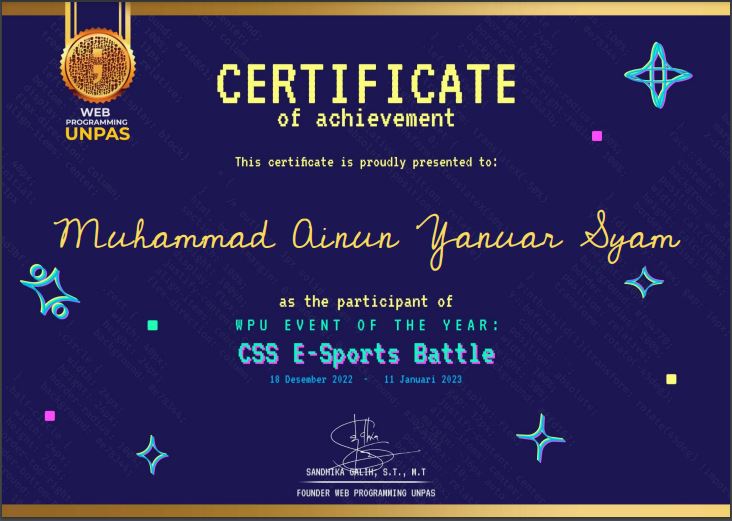 WEB
PROGRAMMING
UNPAS
CERTIFICATE
of achievement
This certificate is proudly presented to:
Muhammad Ainun Yanuar Syam
as the participant of
WPU EVENT OF THE YEAR:
CSS E-Sports Battle
18 Desember 2022 - 11 Januari 2023
SANDHIKA GALIH, S.T., M.T
FOUNDER WEB PROGRAMMING UNPAS